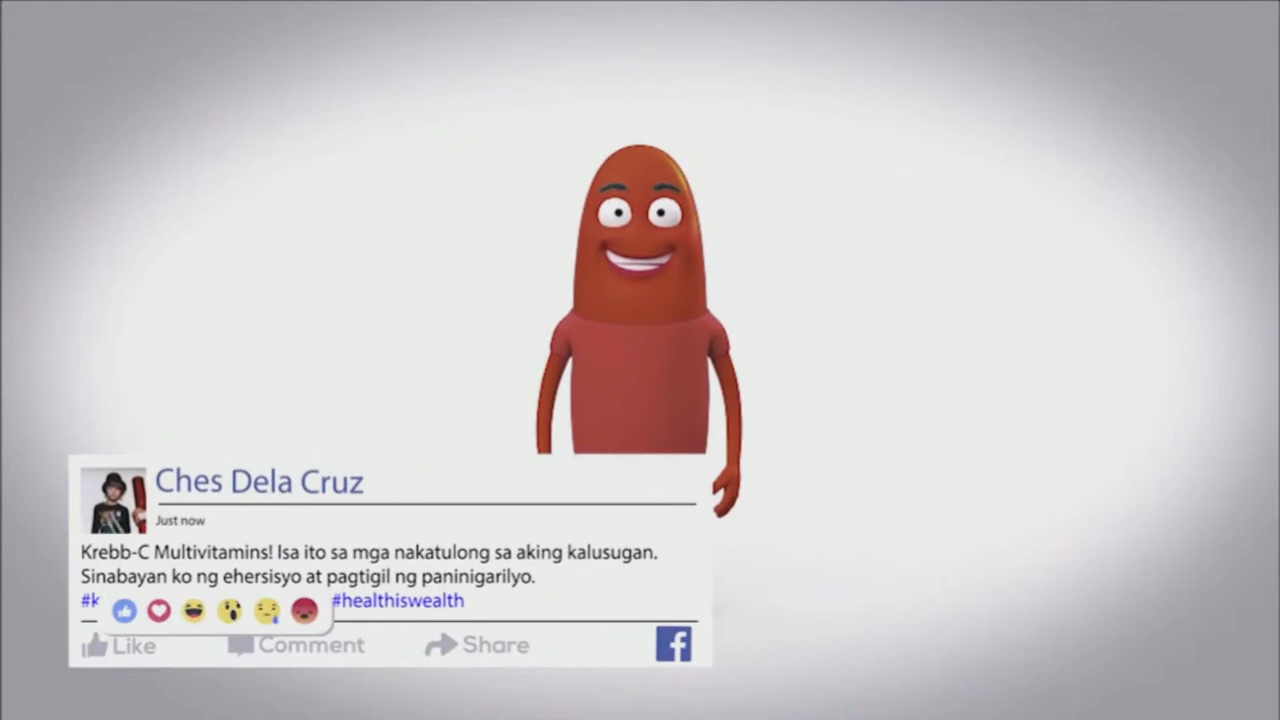 Ches Dela Cruz
Just now
Krebb-C Multivitamins! Isa ito sa mga nakatulong sa aking kalusugan.
Sinabayan ko ng ehersisyo at pagtigil ng paninigarilyo.
#k #healthiswealth
Like Comment Share f